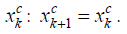 x_k^c: x_{k+1}^c = x_k^c.